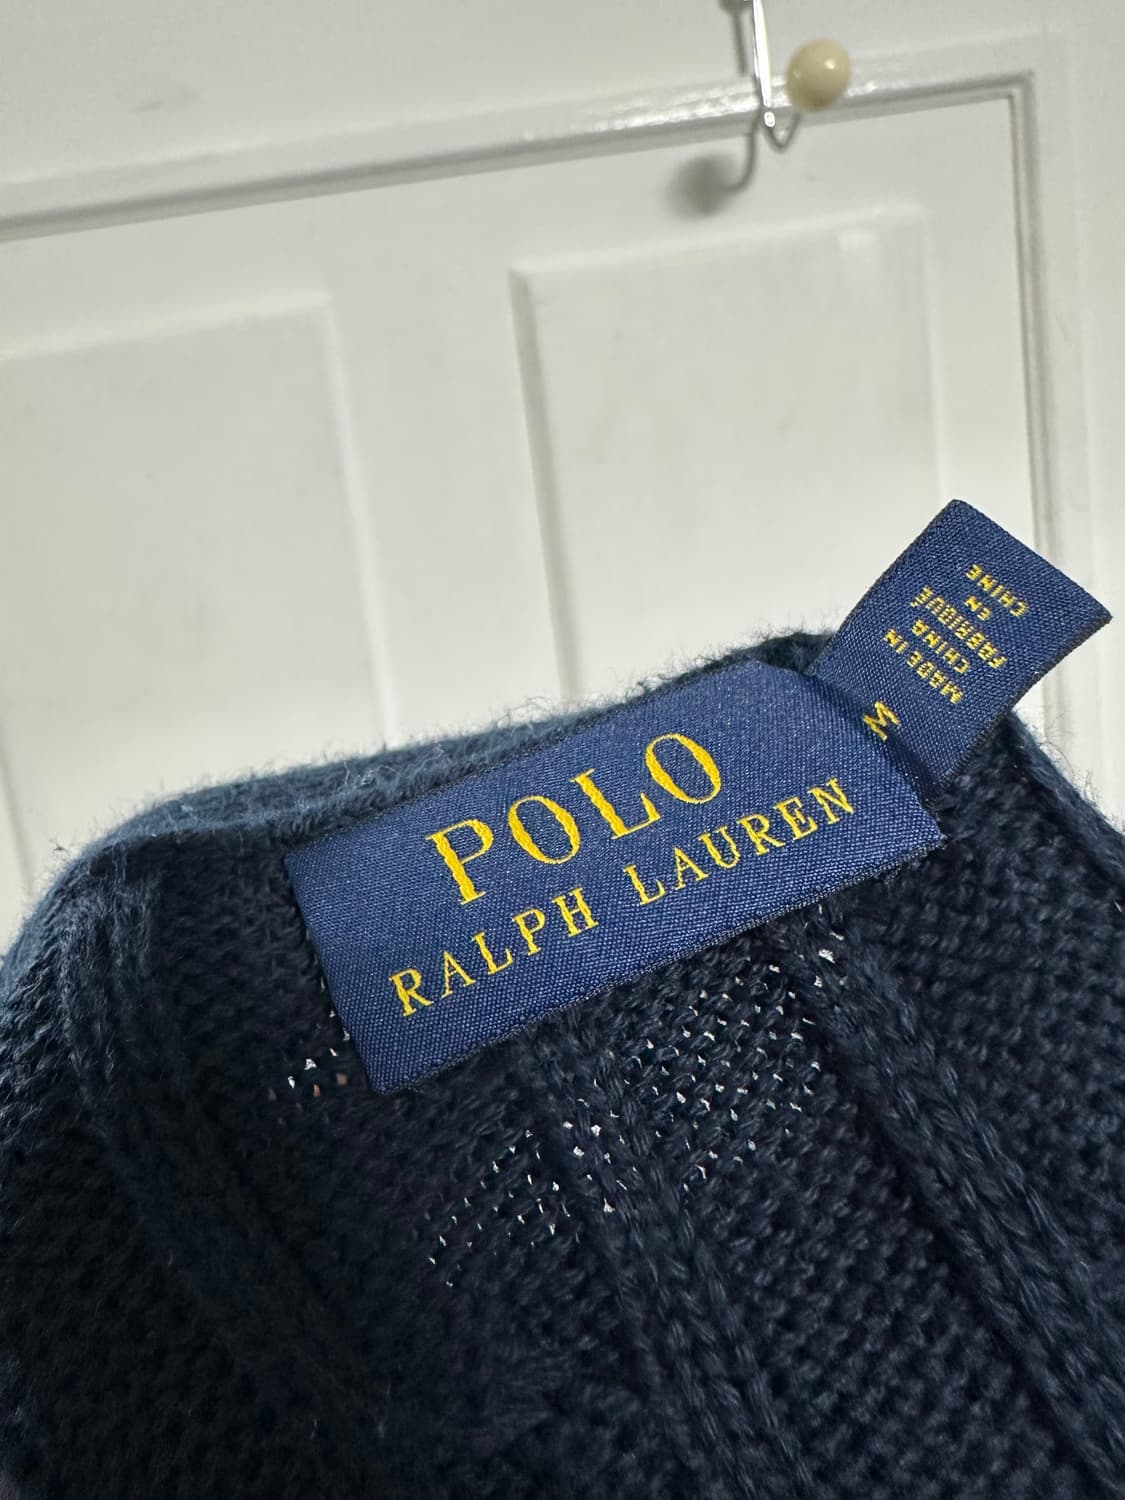 POLO
RALPH LAUREN
M
MADE IN
CHINA
FABRIQUÉ
EN
CHINE